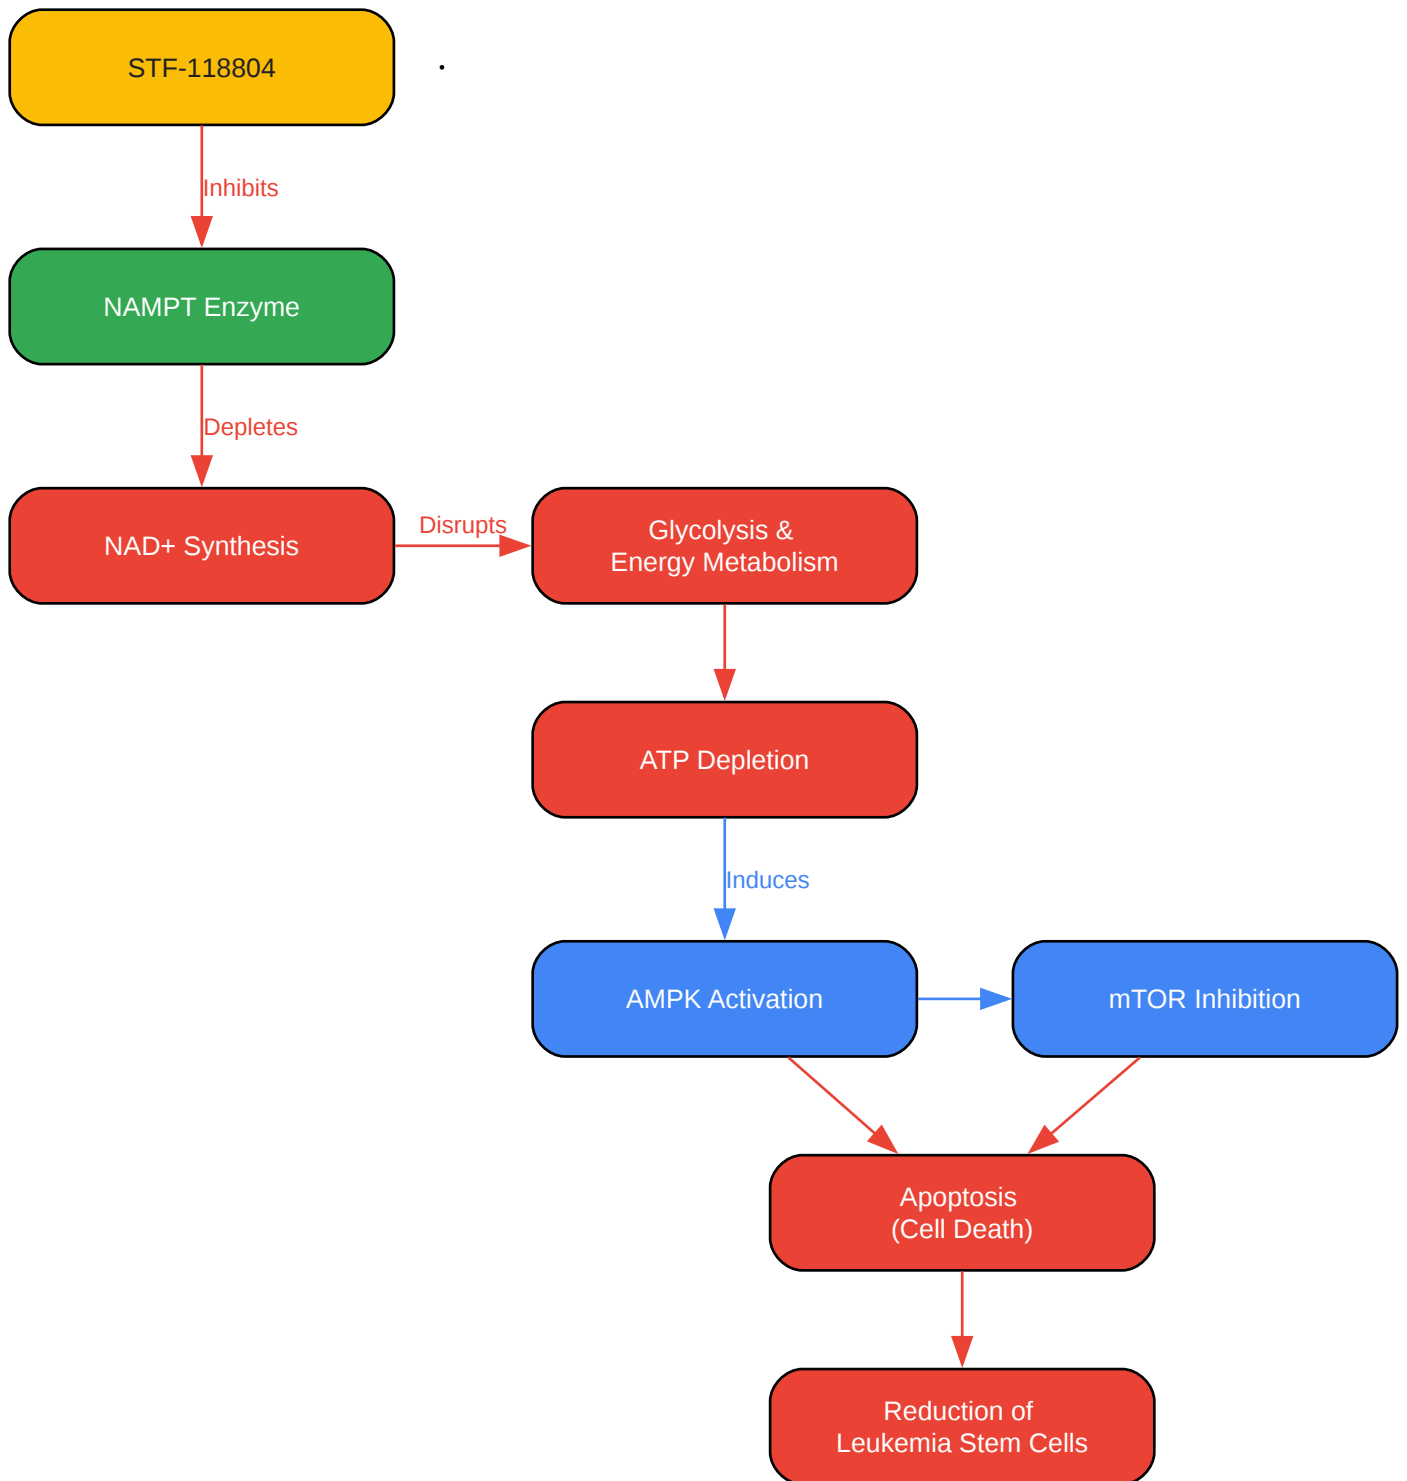 STF-118804
Inhibits
NAMPT Enzyme
Depletes
NAD+ Synthesis
Disrupts
Glycolysis &
Energy Metabolism
ATP Depletion
Induces
AMPK Activation
mTOR Inhibition
Apoptosis
(Cell Death)
Reduction of
Leukemia Stem Cells